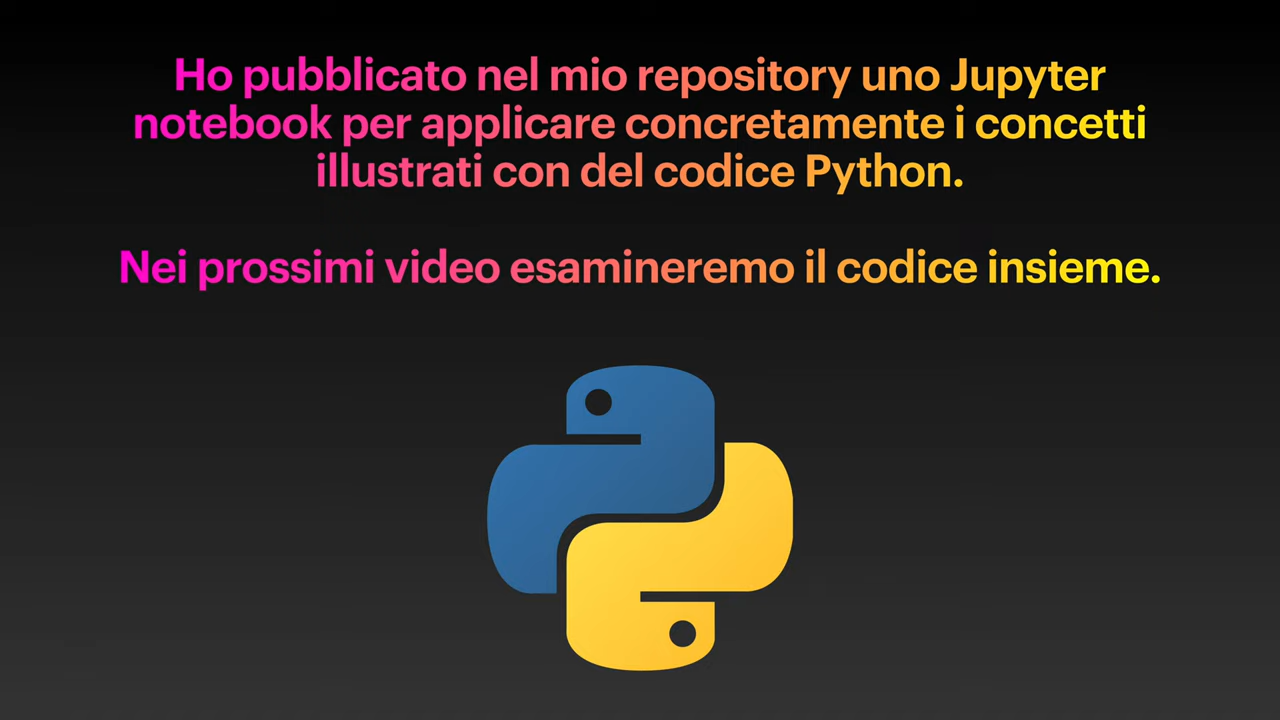 Ho pubblicato nel mio repository uno Jupyter
notebook per applicare concretamente i concetti
illustrati con del codice Python.
Nei prossimi video esamineremo il codice insieme.